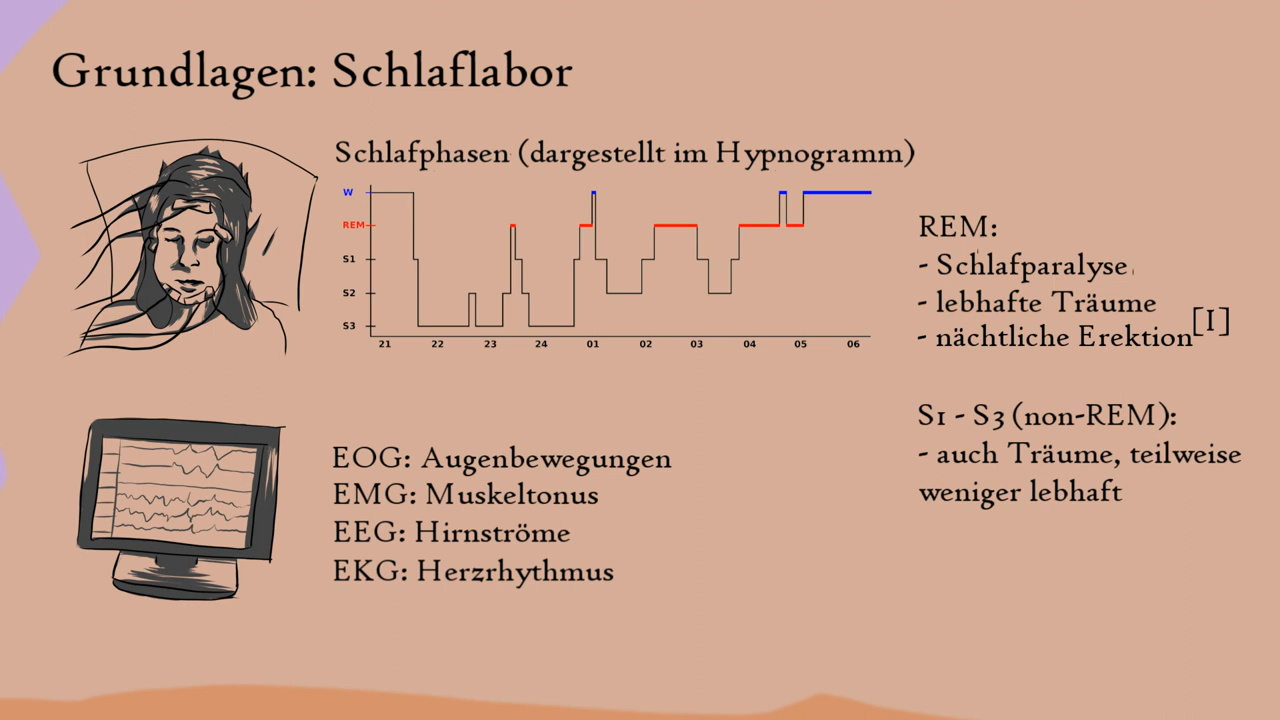 Grundlagen: Schlaflabor
Schlafphasen (dargestellt im Hypnogramm)
W
REM
S1
S2
S3
21 22 23 24 01 02 03 04 05 06
REM:
- Schlafparalyse
- lebhafte Träume
- nächtliche Erektion[I]
S1 - S3 (non-REM):
- auch Träume, teilweise
weniger lebhaft
EOG: Augenbewegungen
EMG: Muskeltonus
EEG: Hirnströme
EKG: Herzrhythmus